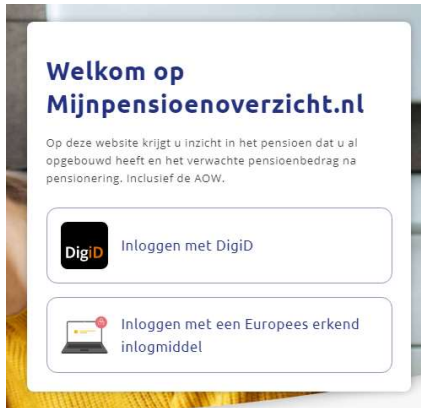 Welkom op
Mijnpensioenoverzicht.nl
Op deze website krijgt u inzicht in het pensioen dat u al
opgebouwd heeft en het verwachte pensioenbedrag na
pensionering. Inclusief de AOW.
DigiD
Inloggen met DigiD
Inloggen met een Europees erkend
inlogmiddel